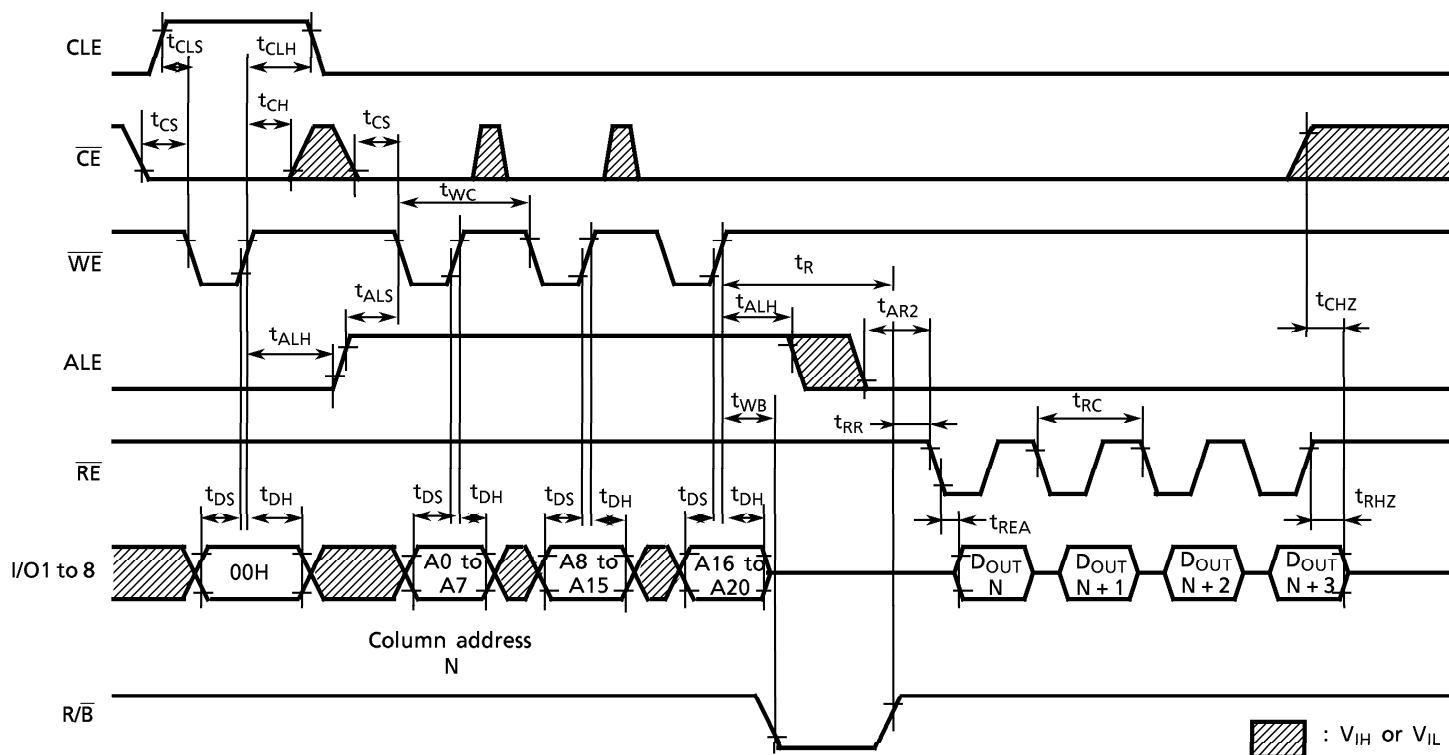 CLE
tCLS
tCLH
tCH
tCS
tCS
CE
tWC
WE
tR
tALS
tALH
tAR2
tCHZ
tALH
ALE
tWB
tRC
tRR
RE
tDS
tDH
tDS
tDH
tDS
tDH
tDS
tDH
tREA
tRHZ
I/O1 to 8
00H
A0 to
A7
A8 to
A15
A16 to
A20
DOUT
N
DOUT
N + 1
DOUT
N + 2
DOUT
N + 3
Column address
N
R/B
: VIH or VIL